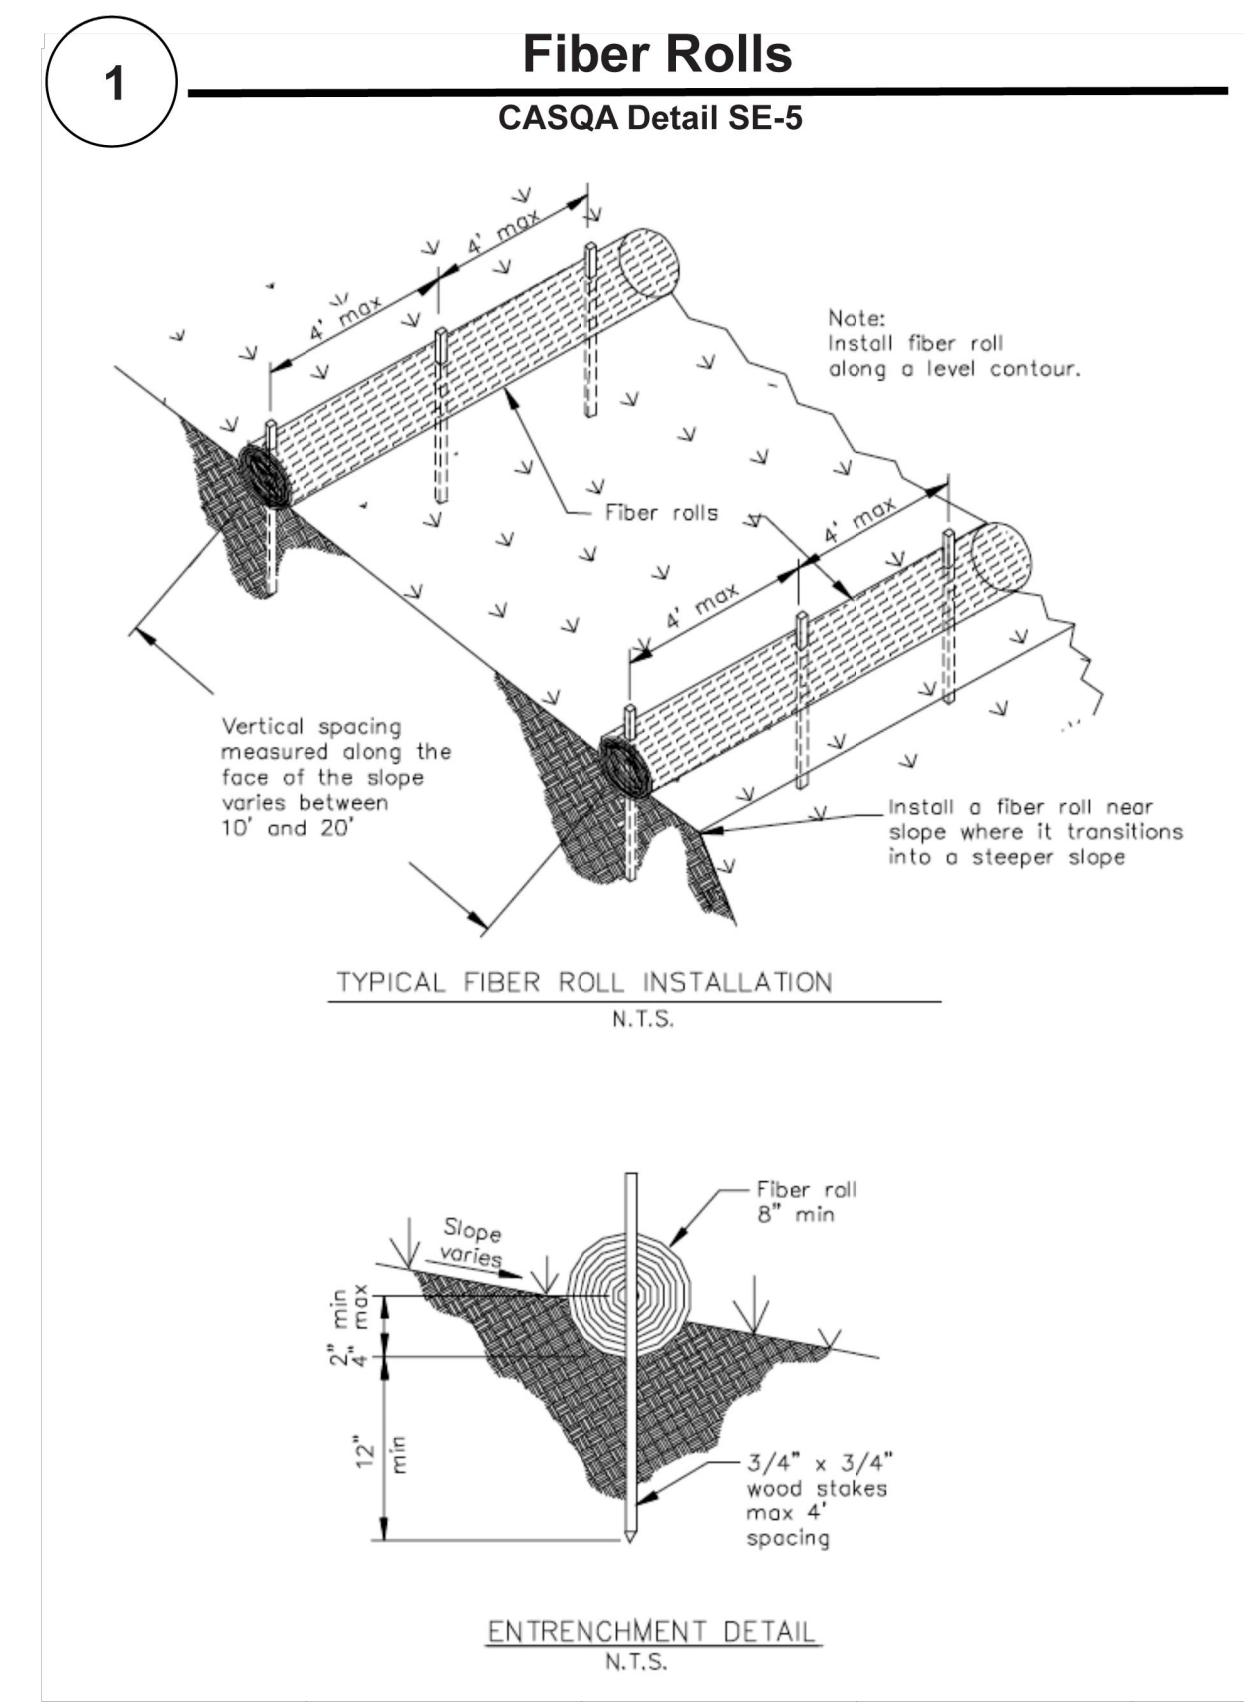 1
Fiber Rolls
CASQA Detail SE-5
4' max
4' max
Note:
Install fiber roll
along a level contour.
Fiber rolls
4' max
4' max
Vertical spacing
measured along the
face of the slope
varies between
10' and 20'
Install a fiber roll near
slope where it transitions
into a steeper slope
TYPICAL FIBER ROLL INSTALLATION
N.T.S.
Fiber roll
8" min
Slope
varies
2" min
4" max
12"
min
3/4" x 3/4"
wood stakes
max 4'
spacing
ENTRENCHMENT DETAIL
N.T.S.